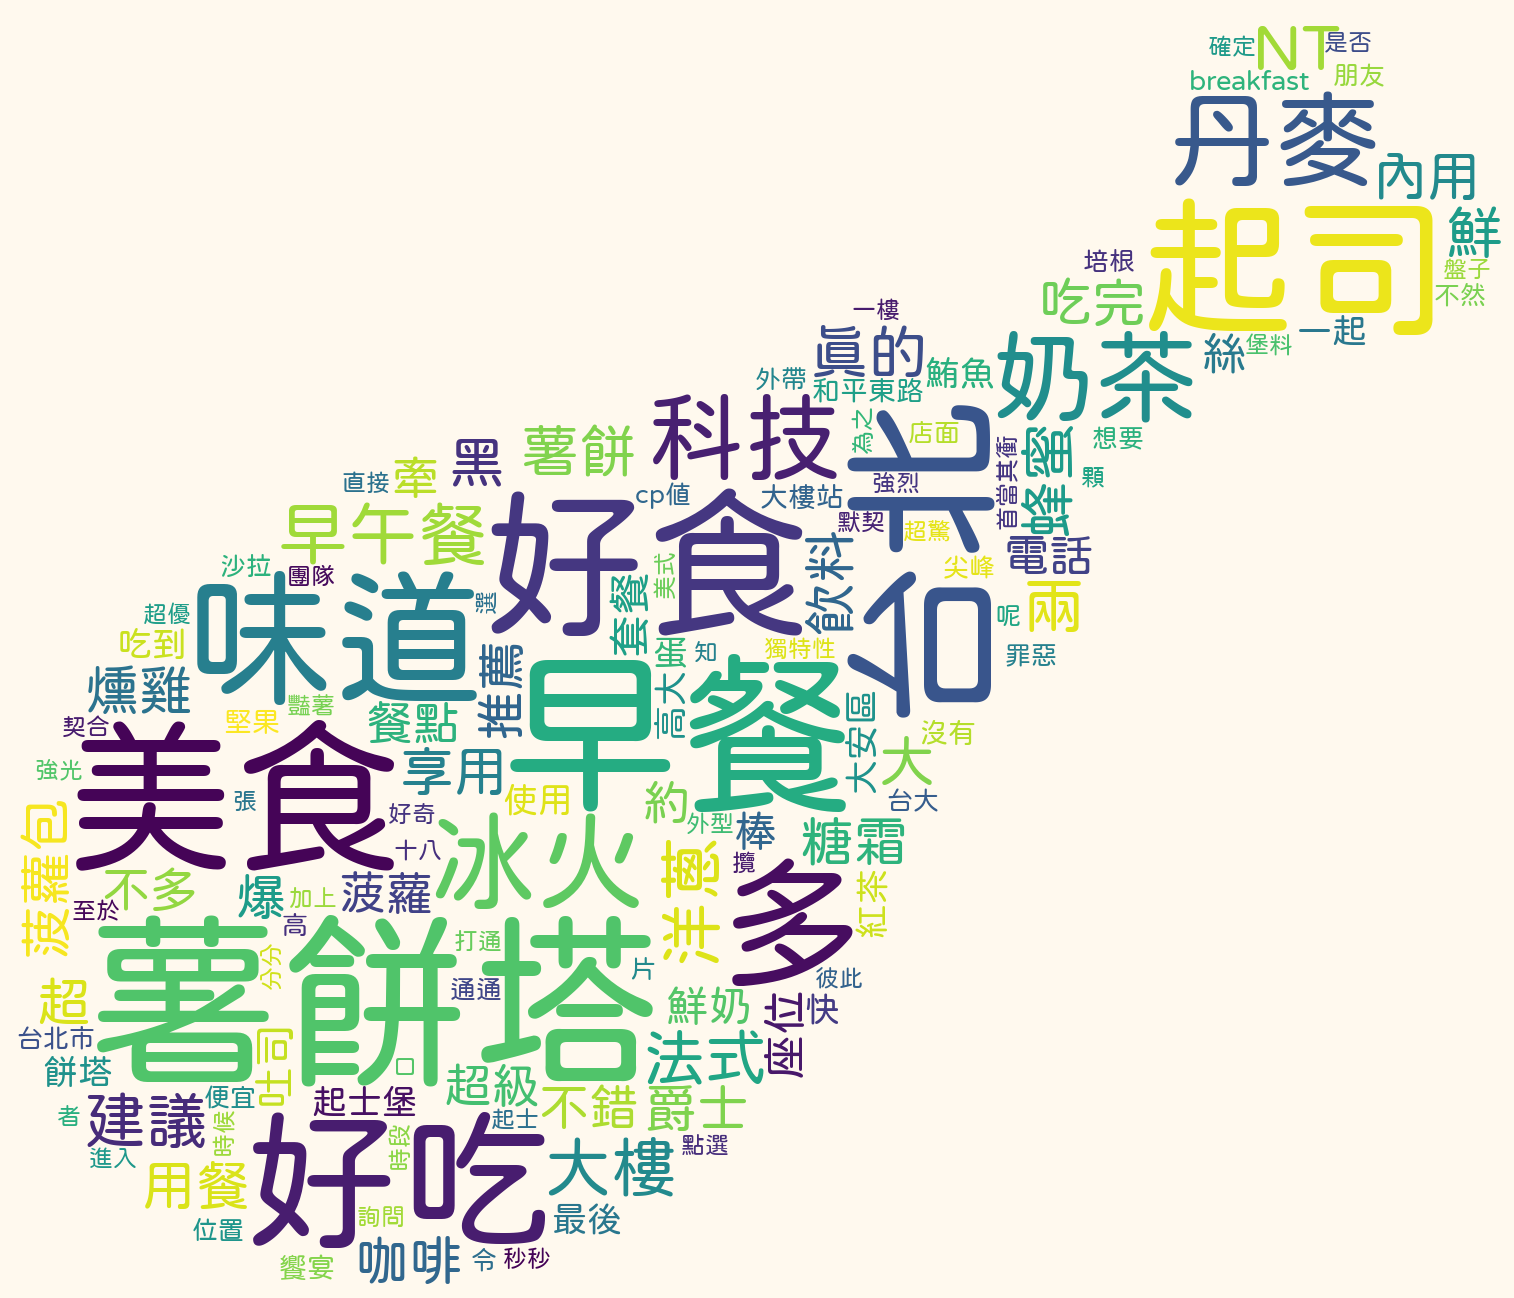 確定
NT
是否
breakfast
朋友
丹麥
內用
起司
鮮
盤子
不然
培根
吃完
一起
一樓
真的
奶茶
絲
堡料
外帶
和平東路
鮪魚
科技
為之
店面
米
首當其衝
蜂蜜
想要
顆
薯餅
黑
牽
直接
cp值
大樓站
強烈
默契
超驚
電話
早午餐
好食
飲料
尖峰
沙拉
團隊
味道
選
套餐
美式
台
呢
兩
超優
吃到
蛋
知
獨特性
罪惡
燻雞
推薦
早餐
堅果
豔薯
餐點
高大
大安區
沒有
契合
美食
享用
大
強光
張
好奇
使用
約
外型
棒
台大
菠蘿包
十八
冰火
洋蔥
攬
糖霜
不多
爆
加上
菠蘿
多
紅茶
至於
高
薯餅塔
分分
打通
通通
片
彼此
超
鮮奶
座位
快
台北市
餅塔
吐司
口
法式
便宜
起士堡
超級
不錯
爵士
者
建議
時候
起士
進入
好吃
時段
大樓
點選
用餐
位置
詢問
最後
饗宴
咖啡
令
秒秒